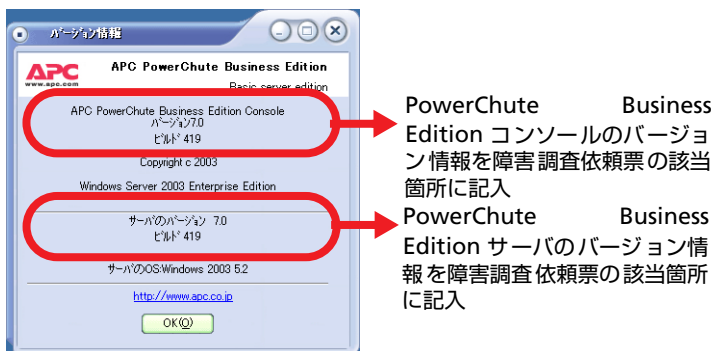 バージョン情報
APC
www.apc.com
APC PowerChute Business Edition
Basic server edition
APC PowerChute Business Edition Console
バージョン7.0
ビルド 419
Copyright c 2003
Windows Server 2003 Enterprise Edition
サーバのバージョン 7.0
ビルド 419
サーバのOS:Windows 2003 5.2
http://www.apc.co.jp
OK(O)
PowerChute Business
Edition コンソールのバージョ
ン情報を障害調査依頼票の該当
箇所に記入
PowerChute Business
Edition サーバのバージョン情
報を障害調査依頼票の該当箇所
に記入